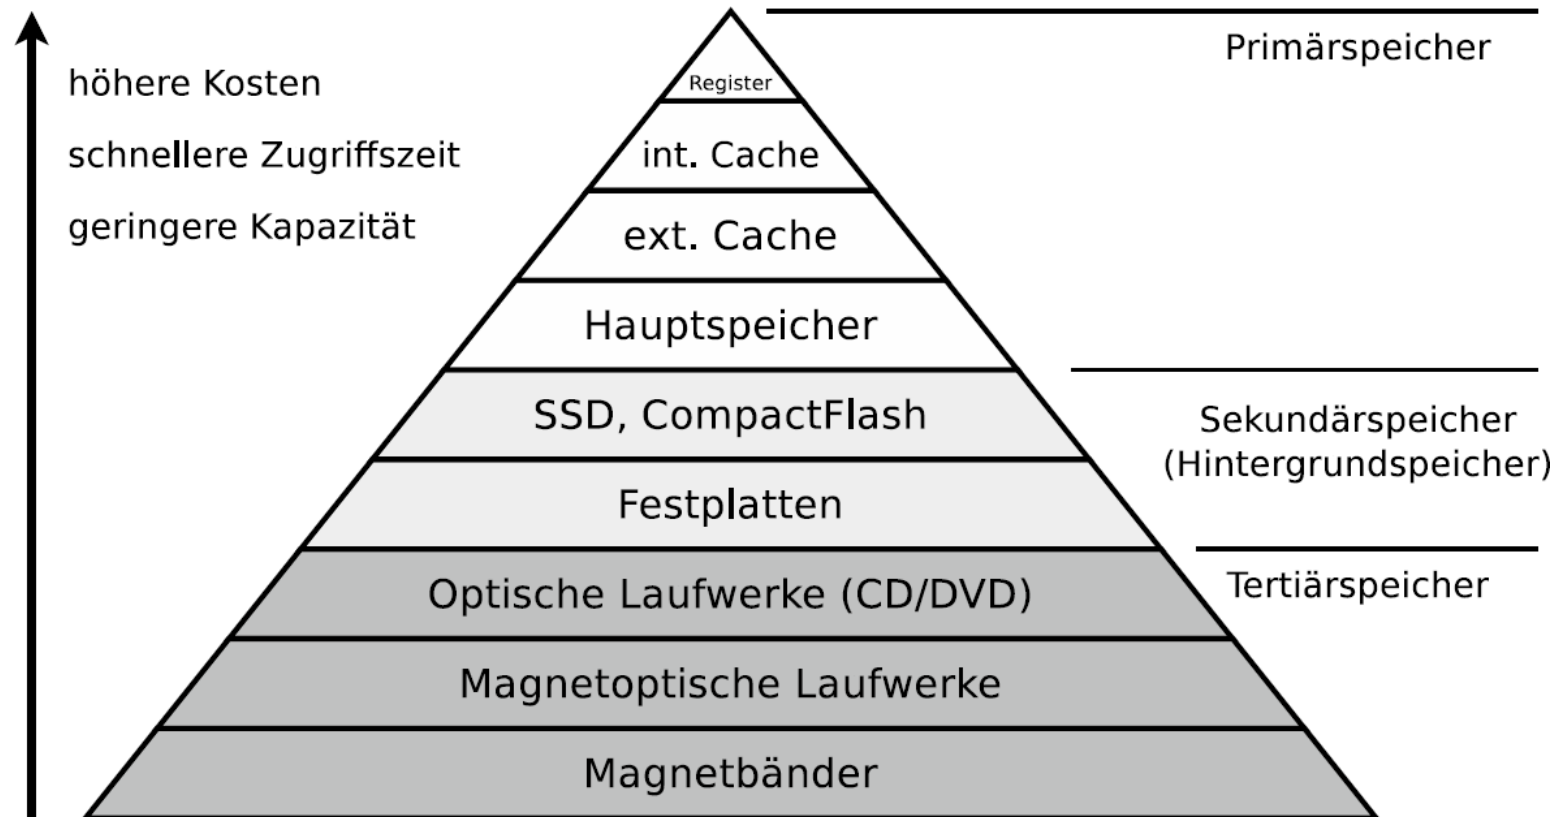 Primärspeicher
höhere Kosten
Register
schnellere Zugriffszeit
int. Cache
geringere Kapazität
ext. Cache
Hauptspeicher
SSD, CompactFlash
Sekundärspeicher
(Hintergrundspeicher)
Festplatten
Optische Laufwerke (CD/DVD)
Tertiärspeicher
Magnetoptische Laufwerke
Magnetbänder